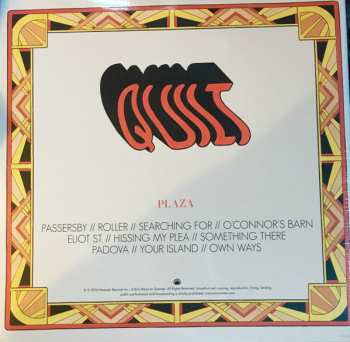 QUILT
PLAZA
PASSERSBY // ROLLER // SEARCHING FOR // O'CONNOR'S BARN
ELIOT ST. // HISSING MY PLEA // SOMETHING THERE
PADOVA // YOUR ISLAND // OWN WAYS